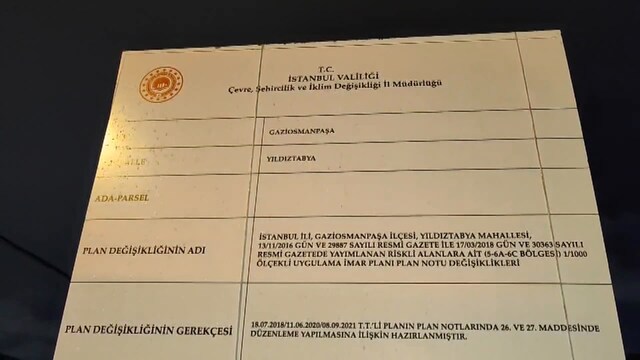 T.C.
İSTANBUL VALİLİĞİ
Çevre, Şehircilik ve İklim Değişikliği İl Müdürlüğü
GAZİOSMANPAŞA
YILDIZTABYA
ADA-PARSEL
PLAN DEĞİŞİKLİĞİNİN ADI
İSTANBUL İLİ, GAZİOSMANPAŞA İLÇESİ, YILDIZTABYA MAHALLESİ,
13/11/2016 GÜN VE 29887 SAYILI RESMİ GAZETE İLE 17/03/2018 GÜN VE 30363 SAYILI
RESMİ GAZETEDE YAYIMLANAN RİSKLİ ALANLARA AİT (5-6A-6C BÖLGESİ) 1/1000
ÖLÇEKLİ UYGULAMA İMAR PLANI PLAN NOTU DEĞİŞİKLİKLERİ
PLAN DEĞİŞİKLİĞİNİN GEREKÇESİ
18.07.2018/11.06.2020/08.09.2021 T.T.'Lİ PLANIN PLAN NOTLARINDA 26. VE 27. MADDESİNDE
DÜZENLEME YAPILMASINA İLİŞKİN HAZIRLANMIŞTIR.